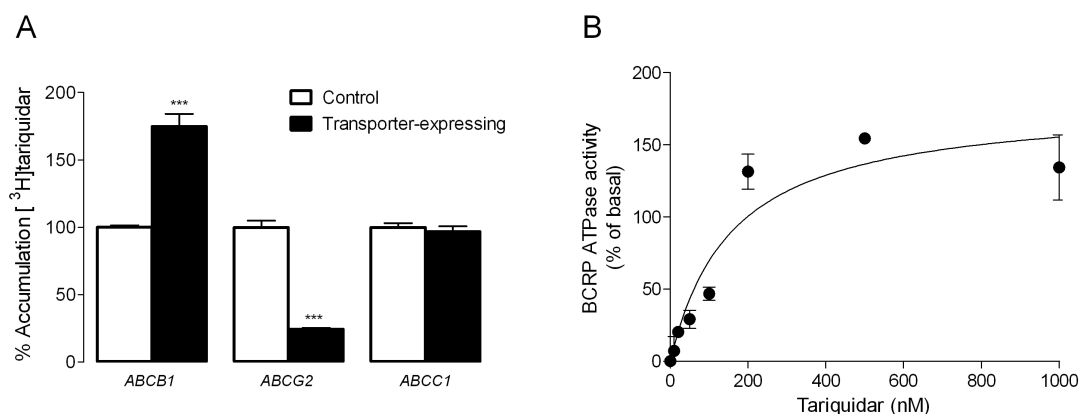 A
% Accumulation [ ³H]tariquidar
200
150
100
50
0
***
***
Control
Transporter-expressing
ABCB1
ABCG2
ABCC1
B
BCRP ATPase activity
(% of basal)
200
150
100
50
0
0
200
400
600
800
1000
Tariquidar (nM)